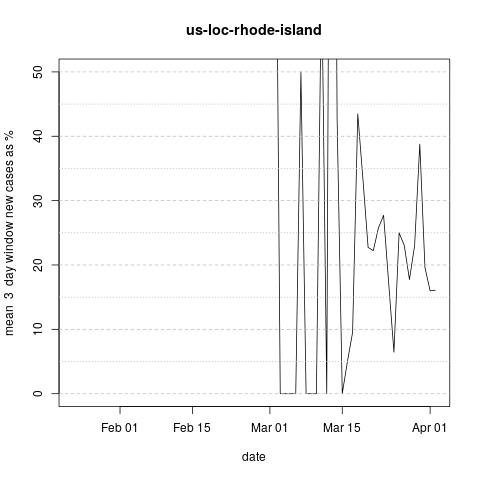 us-loc-rhode-island
mean 3 day window new cases as %
50
40
30
20
10
0
Feb 01 Feb 15 Mar 01 Mar 15 Apr 01
date